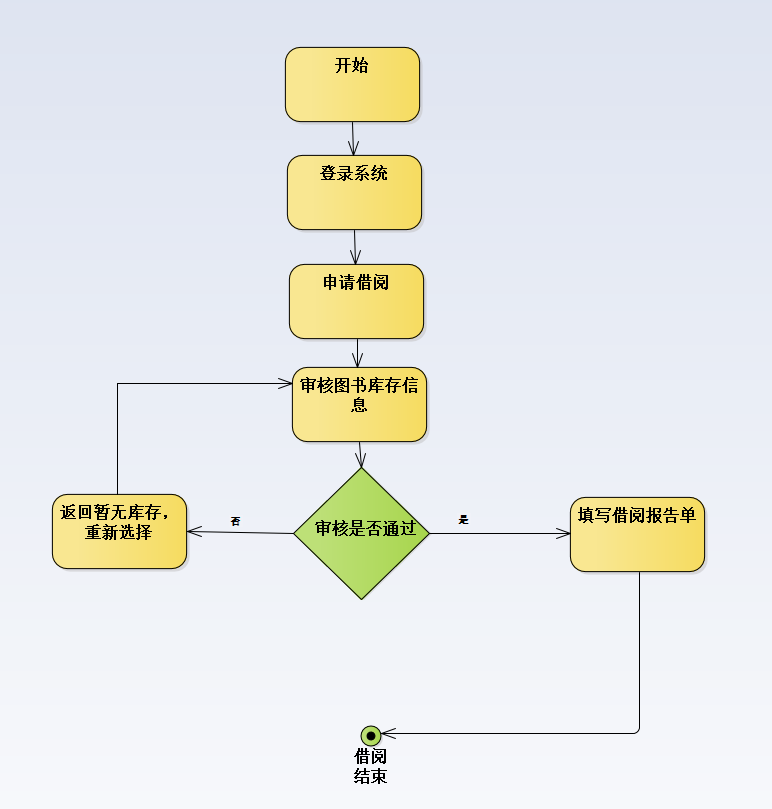 开始
登录系统
申请借阅
审核图书库存信
息
返回暂无库存，
重新选择
否
审核是否通过
是
填写借阅报告单
借阅
结束